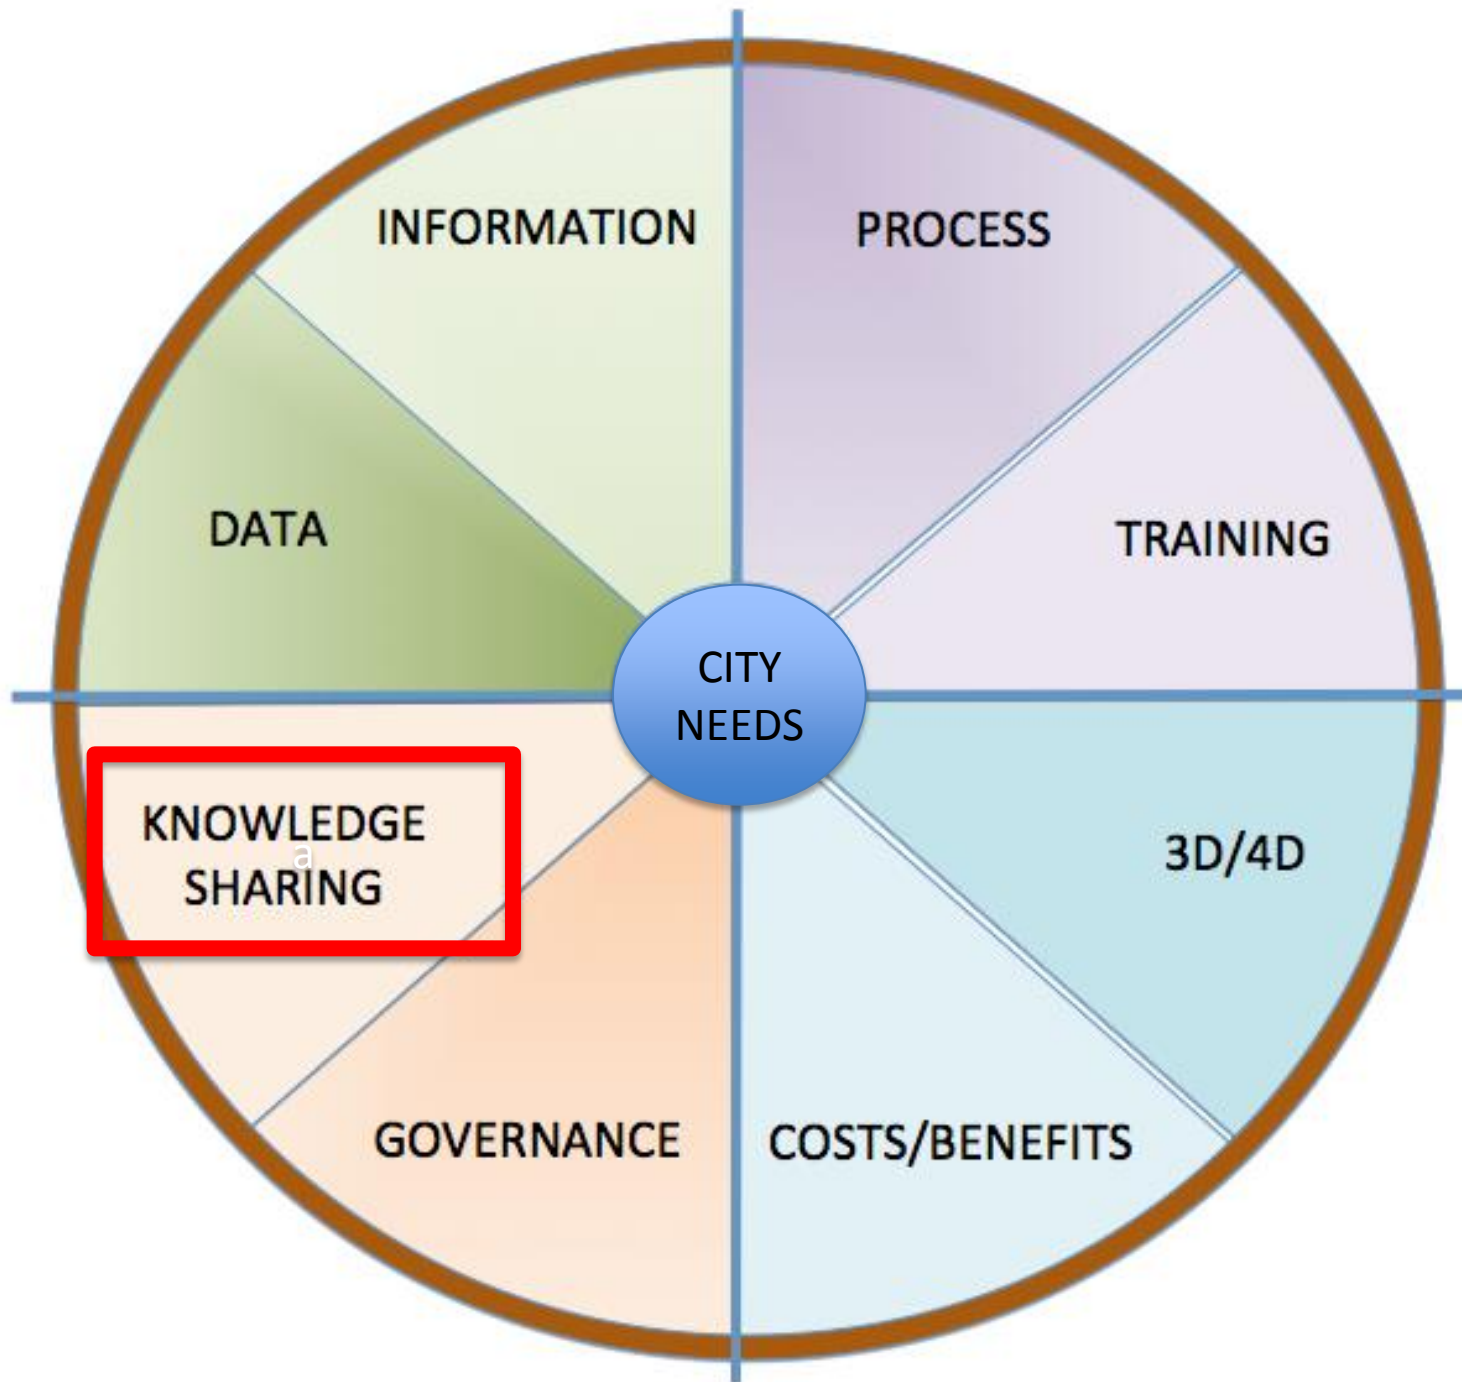 INFORMATION
PROCESS
DATA
TRAINING
CITY
NEEDS
KNOWLEDGE
a
SHARING
3D/4D
GOVERNANCE
COSTS/BENEFITS